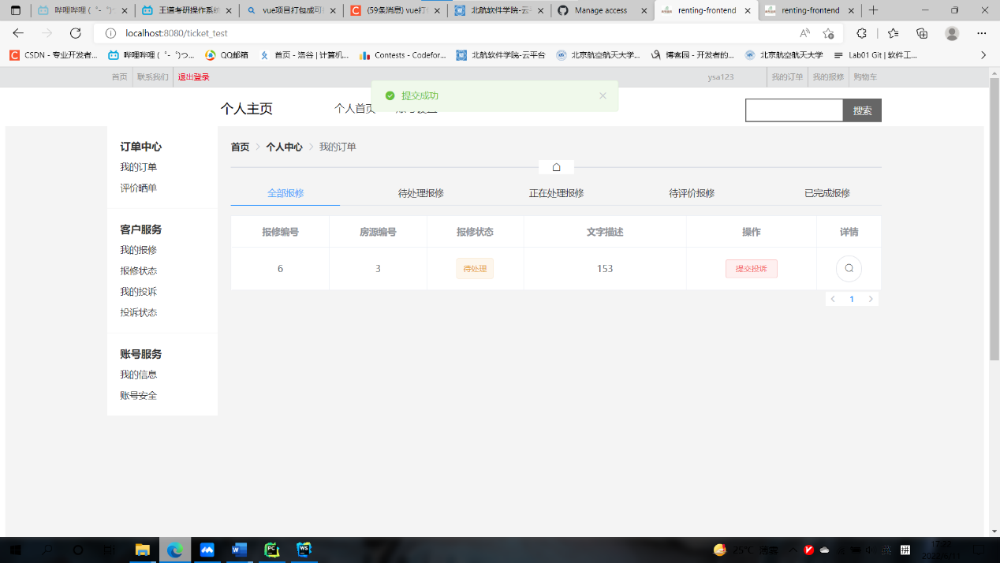 哔哩哔哩 (゜-゜)つ
王道考研操作系统
vue项目打包成可
(59条消息) vue打
北航软件学院-云平
Manage access
renting-frontend
renting-frontend
localhost:8080/ticket_test
CSDN - 专业开发者...
哔哩哔哩 (゜-゜)つ...
QQ邮箱
首页 - 洛谷 | 计算机...
Contests - Codefor...
北航软件学院-云平台
北京航空航天大学...
博客园 - 开发者的...
北京航空航天大学
Lab01 Git | 软件工...
首页
联系我们
退出登录
ysa123
我的订单
我的报修
购物车
提交成功
个人主页
个人首页
搜索
订单中心
我的订单
评价晒单
客户服务
我的报修
报修状态
我的投诉
投诉状态
账号服务
我的信息
账号安全
首页 > 个人中心 > 我的订单
全部报修
待处理报修
正在处理报修
待评价报修
已完成报修
报修编号
房源编号
报修状态
文字描述
操作
详情
6
3
待处理
153
提交投诉
1
25°C 薄雾
英
拼
17:22
2022/6/11